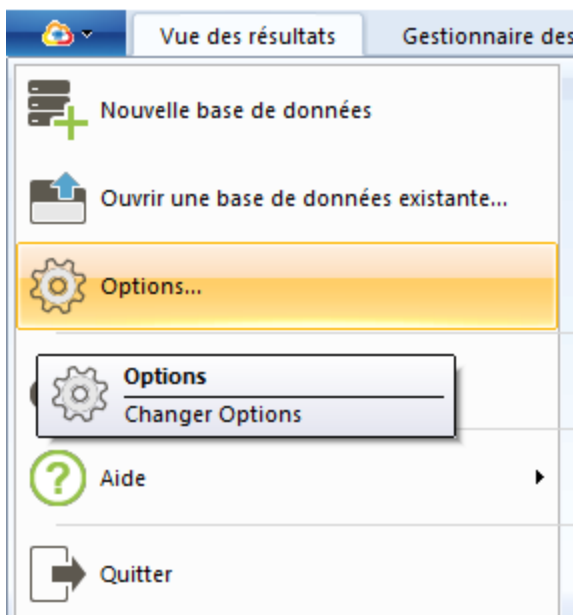 Vue des résultats
Gestionnaire des
Nouvelle base de données
Ouvrir une base de données existante...
Options...
Options
Changer Options
Aide
Quitter